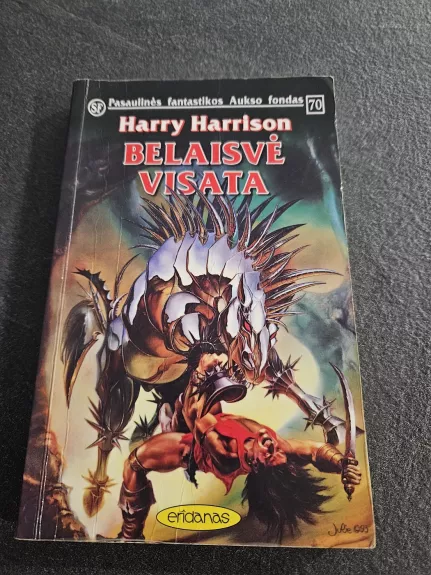 SF Pasaulinės fantastikos Aukso fondas 70
Harry Harrison
BELAISVĖ
VISATA
eridanas